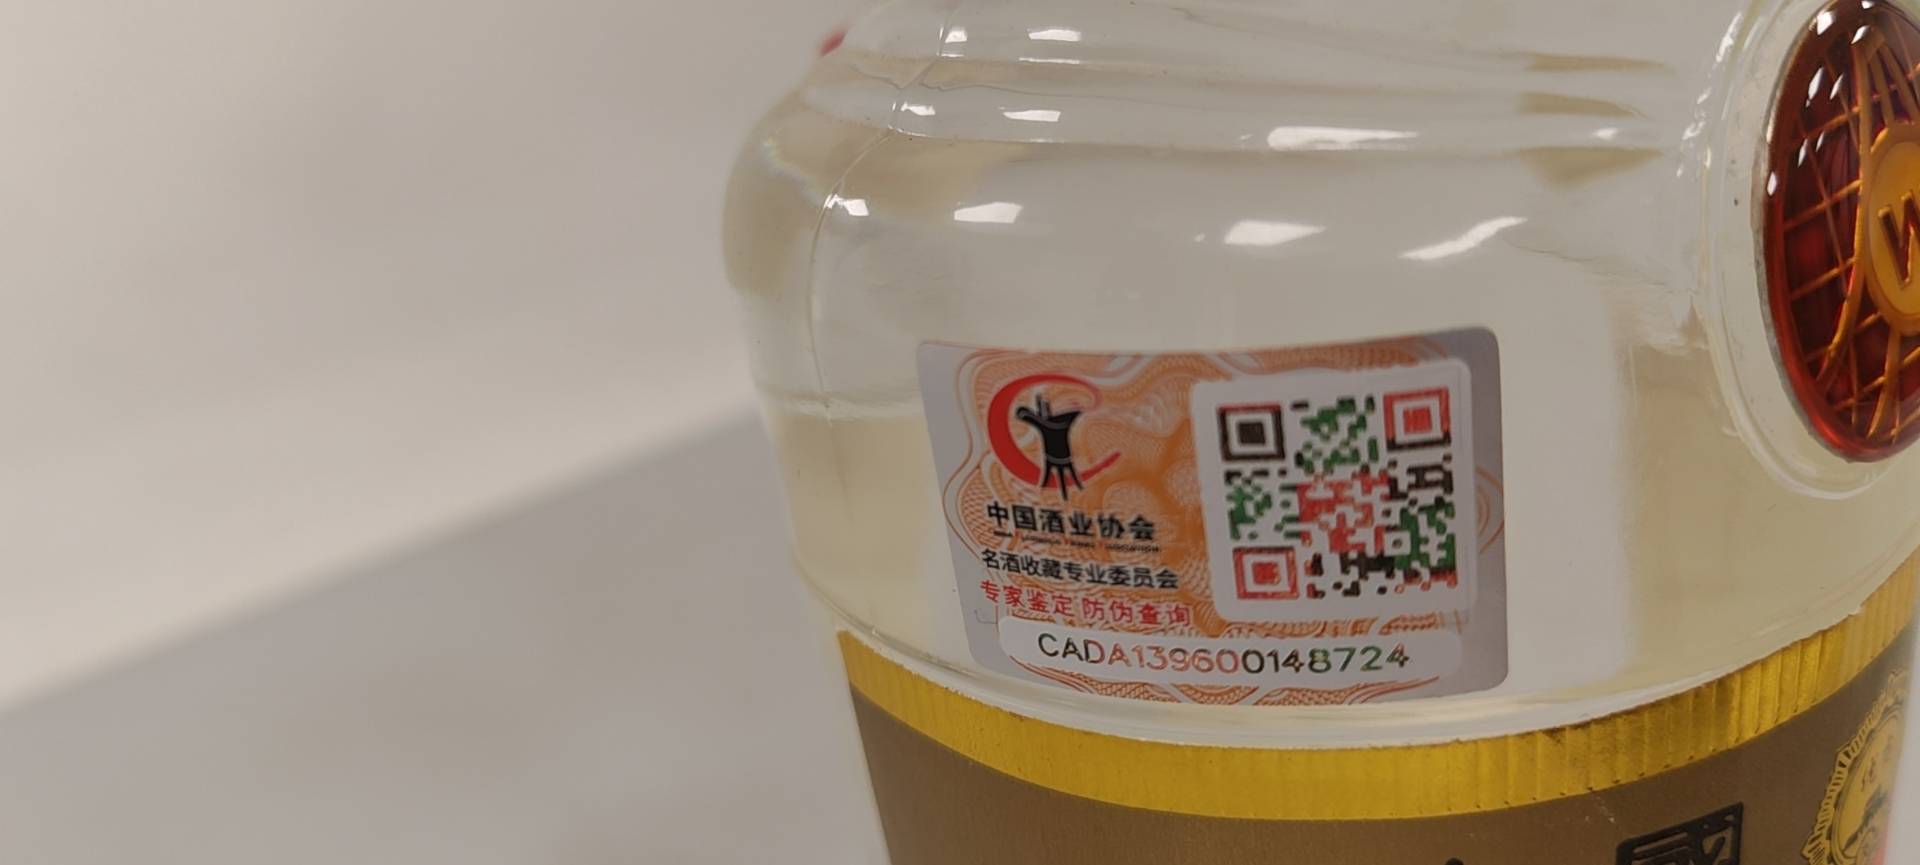 W
中国酒业协会
名酒收藏专业委员会
专家鉴定 防伪查询
CADA139600148724
國